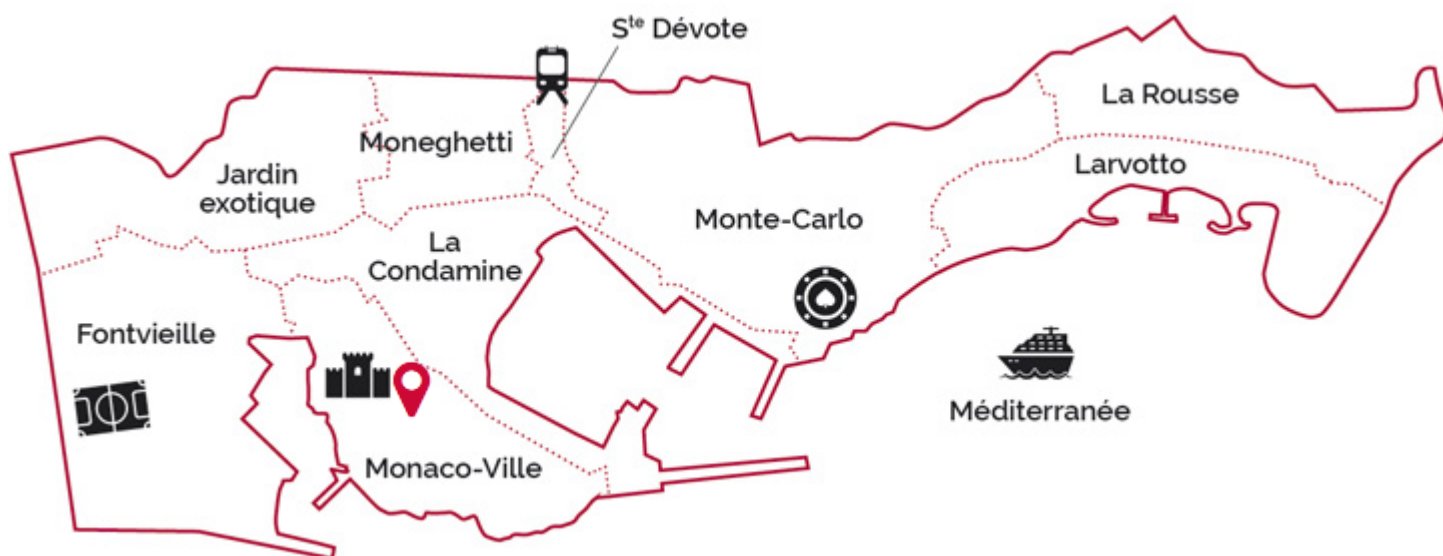 Ste Dévote
La Rousse
Moneghetti
Larvotto
Jardin
exotique
Monte-Carlo
La
Condamine
Fontvieille
Méditerranée
Monaco-Ville